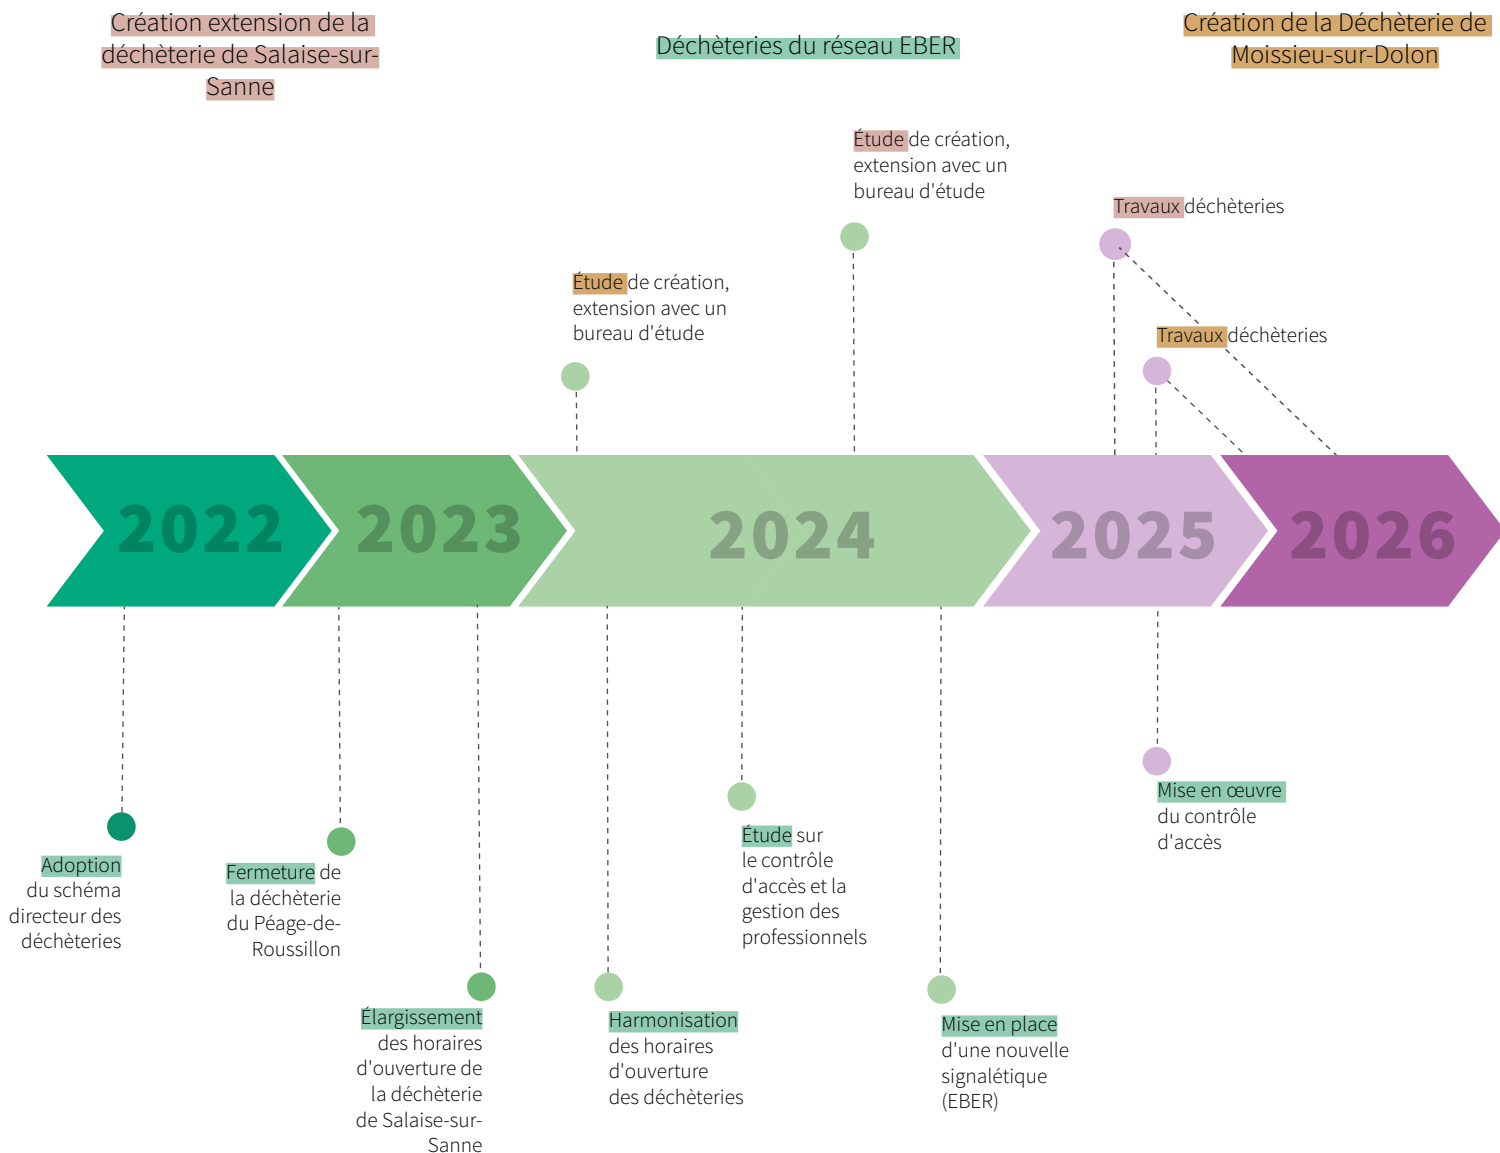 Création extension de la
déchèterie de Salaise-sur-
Sanne
Déchèteries du réseau EBER
Création de la Déchèterie de
Moissieu-sur-Dolon
Étude de création,
extension avec un
bureau d'étude
Travaux déchèteries
Étude de création,
extension avec un
bureau d'étude
Travaux déchèteries
2022
2023
2024
2025
2026
Adoption
du schéma
directeur des
déchèteries
Fermeture de
la déchèterie
du Péage-de-
Roussillon
Élargissement
des horaires
d'ouverture de
la déchèterie
de Salaise-sur-
Sanne
Harmonisation
des horaires
d'ouverture
des déchèteries
Étude sur
le contrôle
d'accès et la
gestion des
professionnels
Mise en place
d'une nouvelle
signalétique
(EBER)
Mise en œuvre
du contrôle
d'accès